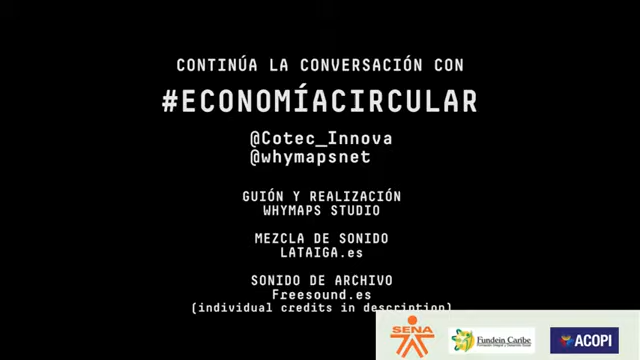 CONTINÚA LA CONVERSACIÓN CON
#ECONOMÍACIRCULAR
@Cotec_Innova
@whymapsnet
GUIÓN Y REALIZACIÓN
WHYMAPS STUDIO
MEZCLA DE SONIDO
LATAIGA.es
SONIDO DE ARCHIVO
Freesound.es
(individual credits in description)
SENA
Fundein Caribe
ACOPI